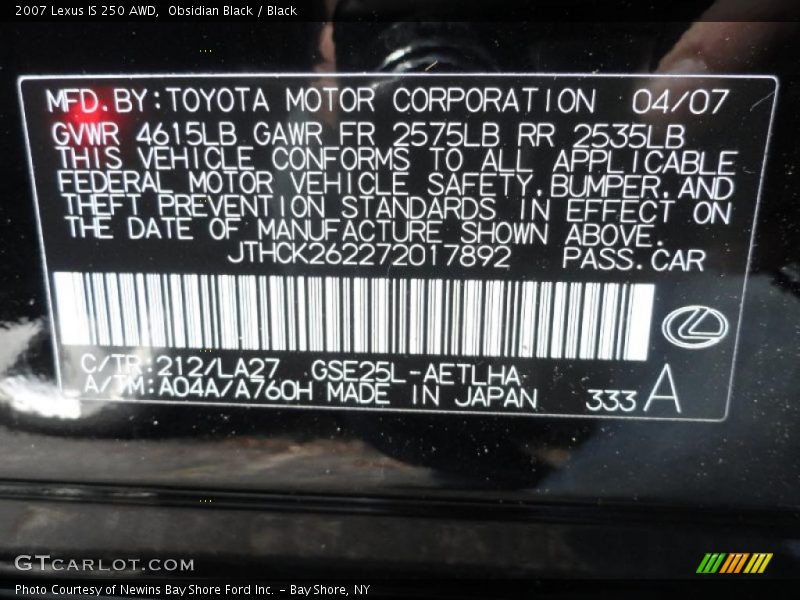 2007 Lexus IS 250 AWD,  Obsidian Black / Black
MFD.BY:TOYOTA MOTOR CORPORATION 04/07
GVWR 4615LB GAWR FR 2575LB RR 2535LB
THIS VEHICLE CONFORMS TO ALL APPLICABLE
FEDERAL MOTOR VEHICLE SAFETY,BUMPER,AND
THEFT PREVENTION STANDARDS IN EFFECT ON
THE DATE OF MANUFACTURE SHOWN ABOVE.
JTHCK262272017892 PASS.CAR
C/TR:212/LA27 GSE25L-AETLHA
A/TM:A04A/A760H MADE IN JAPAN 333 A
GTCARLOT.COM
Photo Courtesy of Newins Bay Shore Ford Inc. - Bay Shore, NY